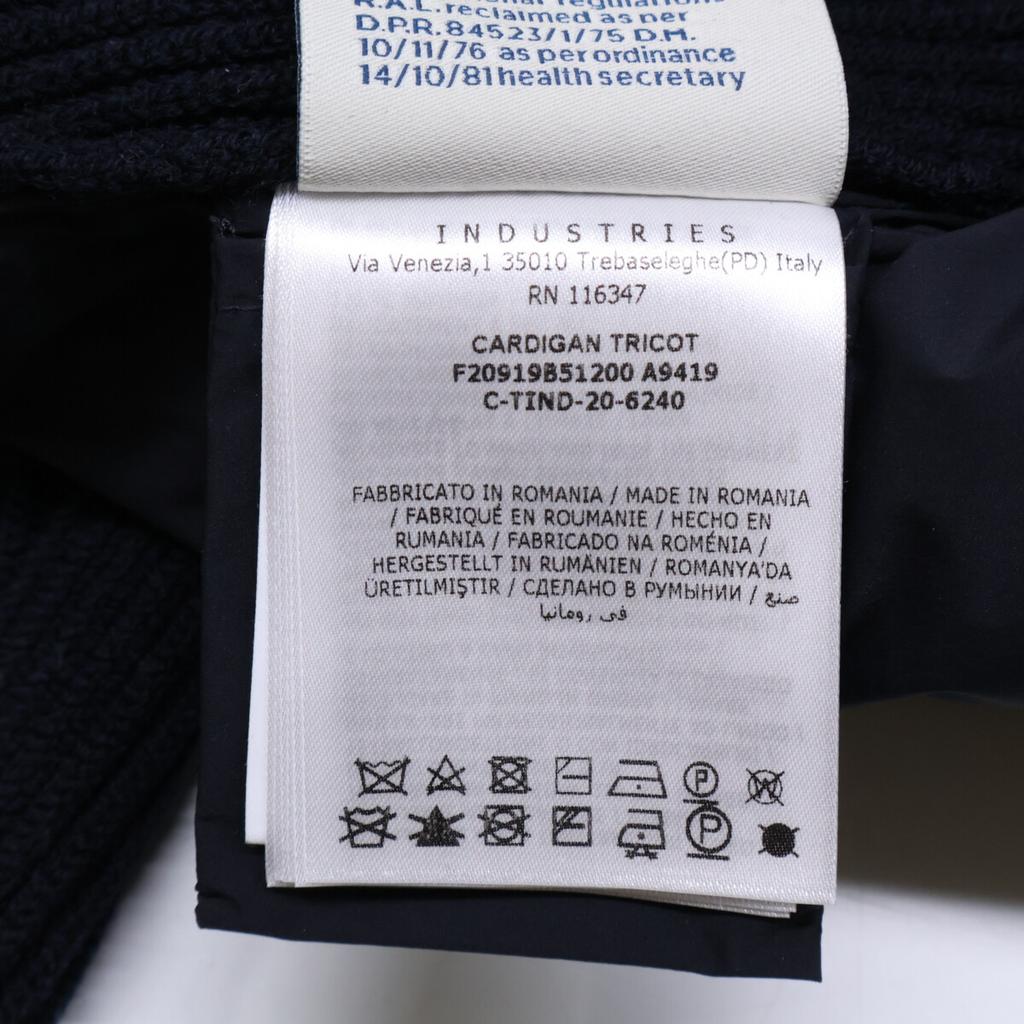 R.A.L. reclaimed as per
D.P.R. 84523/1/75 D.M.
10/11/76 as per ordinance
14/10/81 health secretary
INDUSTRIES
Via Venezia,1 35010 Trebaseleghe(PD) Italy
RN 116347
CARDIGAN TRICOT
F20919B51200 A9419
C-TIND-20-6240
FABBRICATO IN ROMANIA / MADE IN ROMANIA
/ FABRIQUÉ EN ROUMANIE / HECHO EN
RUMANIA / FABRICADO NA ROMÉNIA /
HERGESTELLT IN RUMÄNIEN / ROMANYA'DA
ÜRETILMIŞTIR / СДЕЛАНО В РУМЫНИИ / صنع
في رومانيا
P
W
P